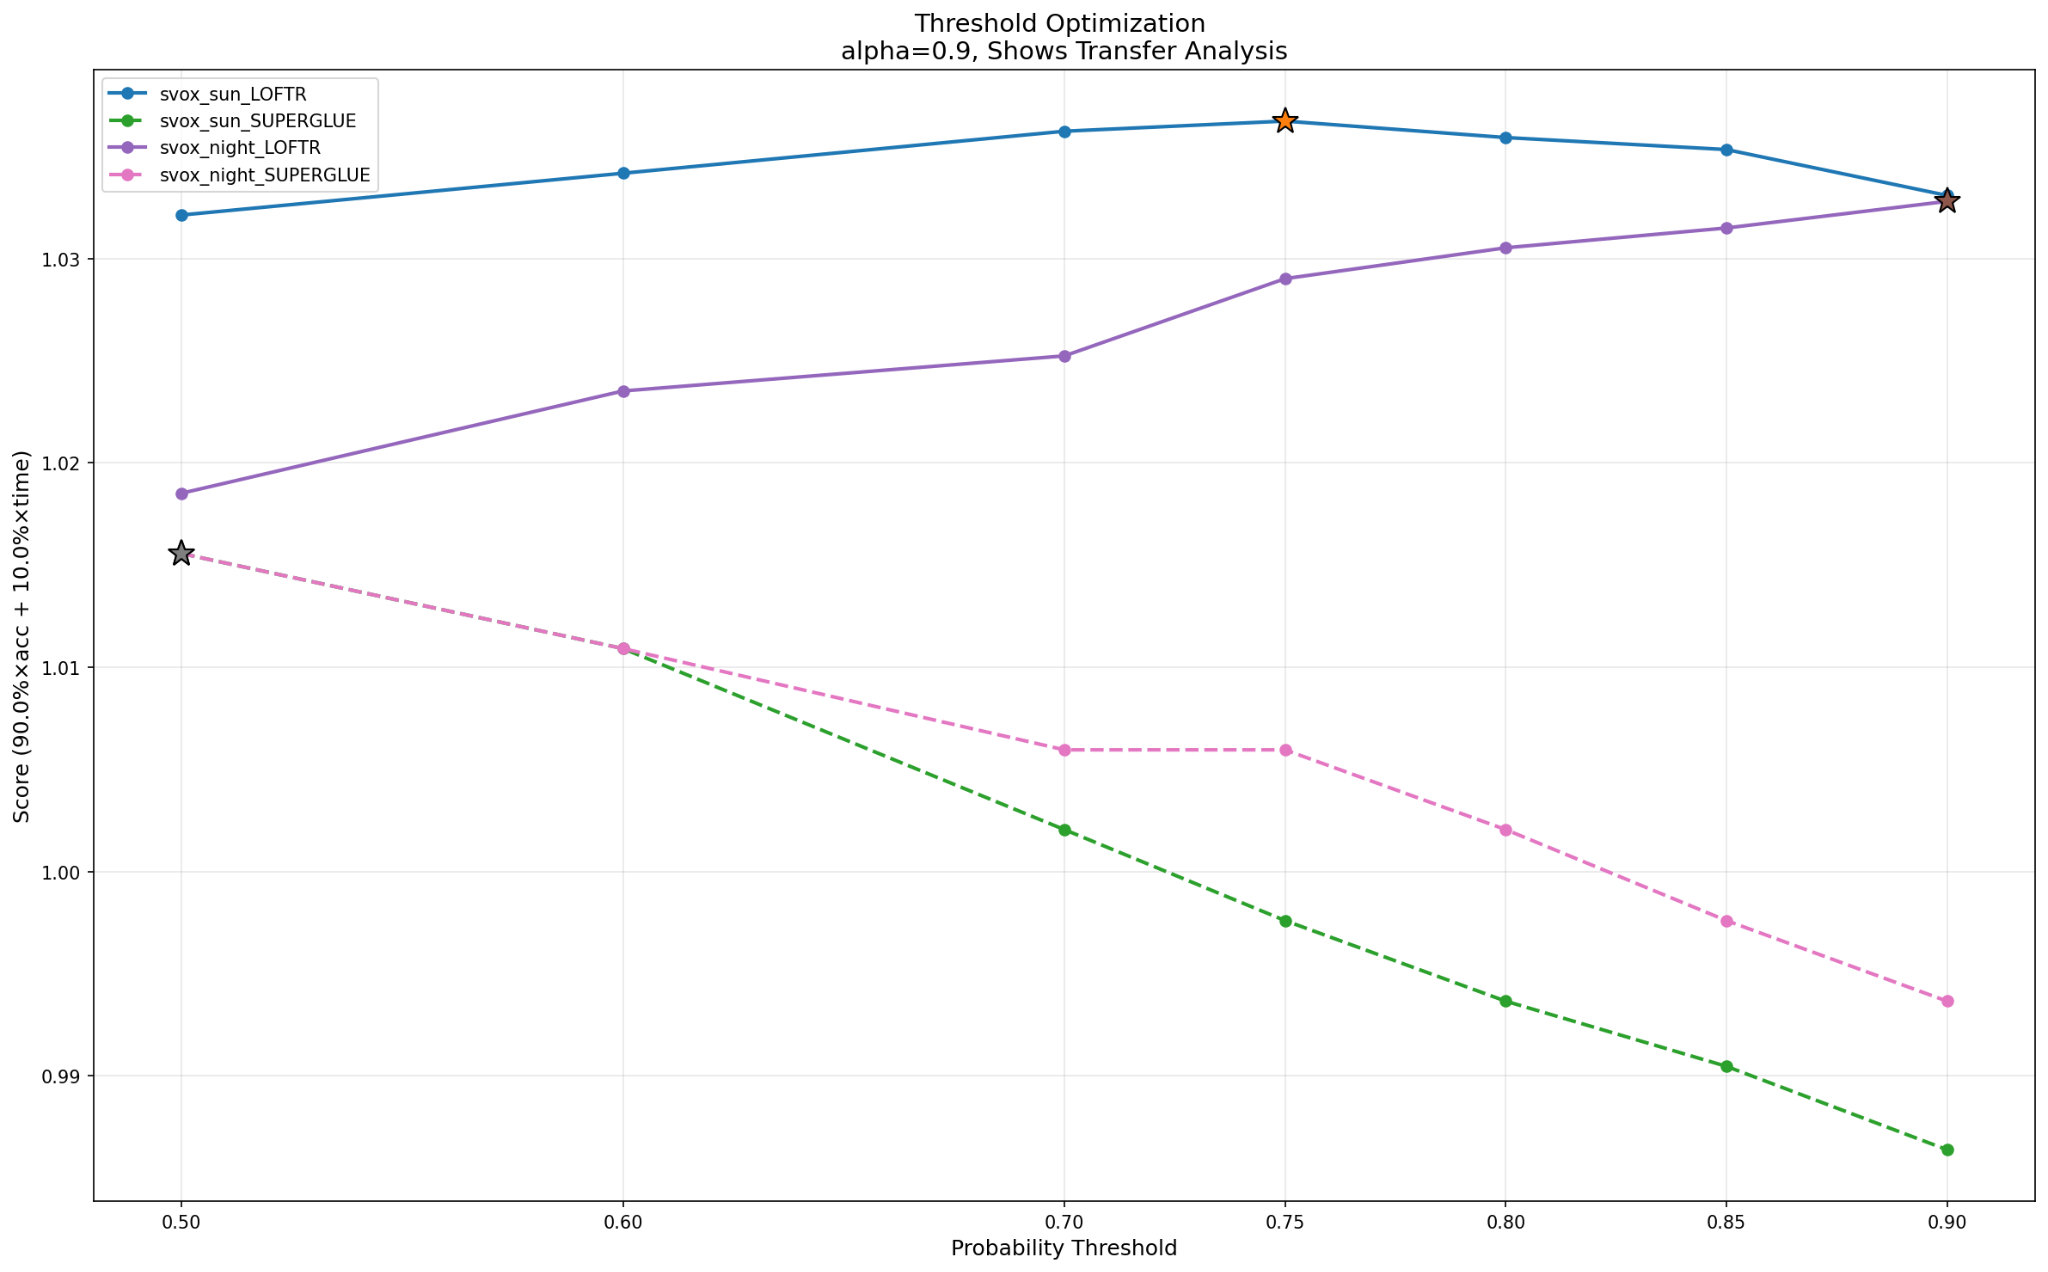 Threshold Optimization
alpha=0.9, Shows Transfer Analysis
svox_sun_LOFTR
svox_sun_SUPERGLUE
svox_night_LOFTR
svox_night_SUPERGLUE
Score (90.0%×acc + 10.0%×time)
1.03
1.02
1.01
1.00
0.99
0.50 0.60 0.70 0.75 0.80 0.85 0.90
Probability Threshold